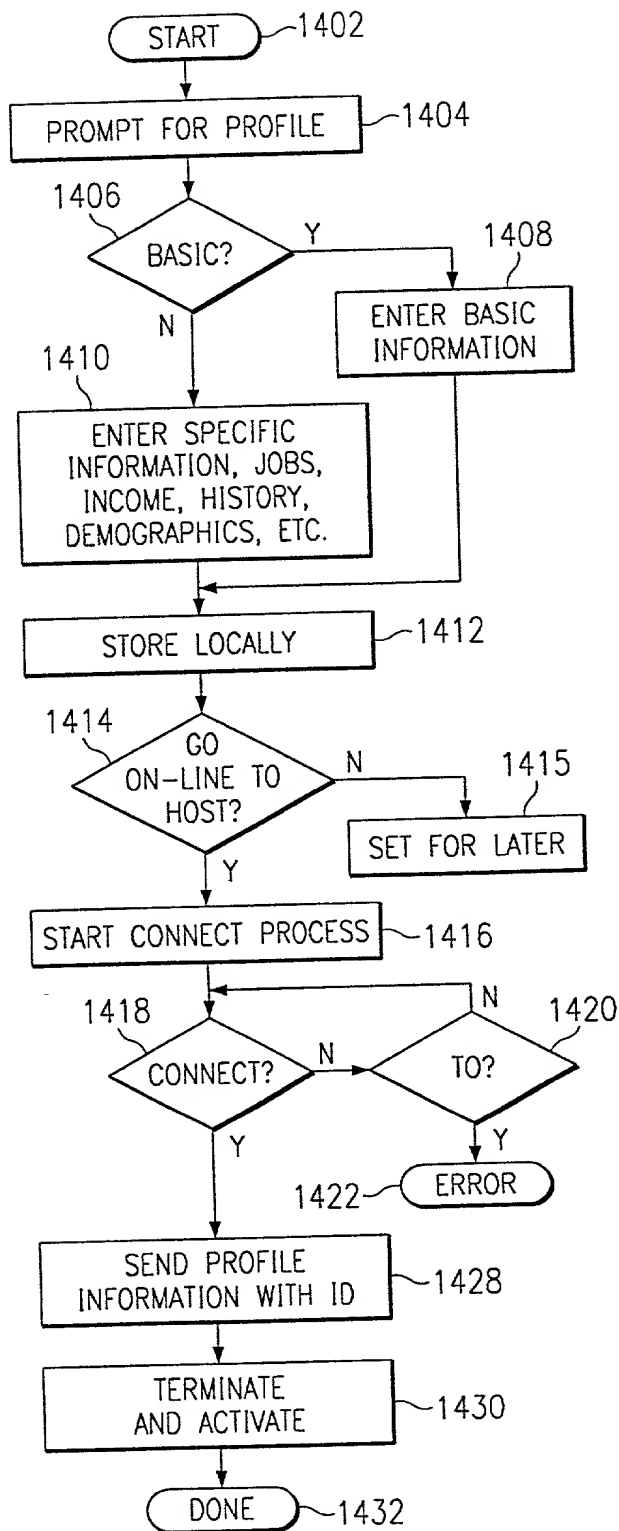 START
1402
PROMPT FOR PROFILE
1404
1406
BASIC?
Y
N
1408
ENTER BASIC
INFORMATION
1410
ENTER SPECIFIC
INFORMATION, JOBS,
INCOME, HISTORY,
DEMOGRAPHICS, ETC.
STORE LOCALLY
1412
1414
GO
ON-LINE TO
HOST?
N
Y
1415
SET FOR LATER
START CONNECT PROCESS
1416
1418
CONNECT?
N
Y
1420
TO?
N
Y
1422
ERROR
SEND PROFILE
INFORMATION WITH ID
1428
TERMINATE
AND ACTIVATE
1430
DONE
1432